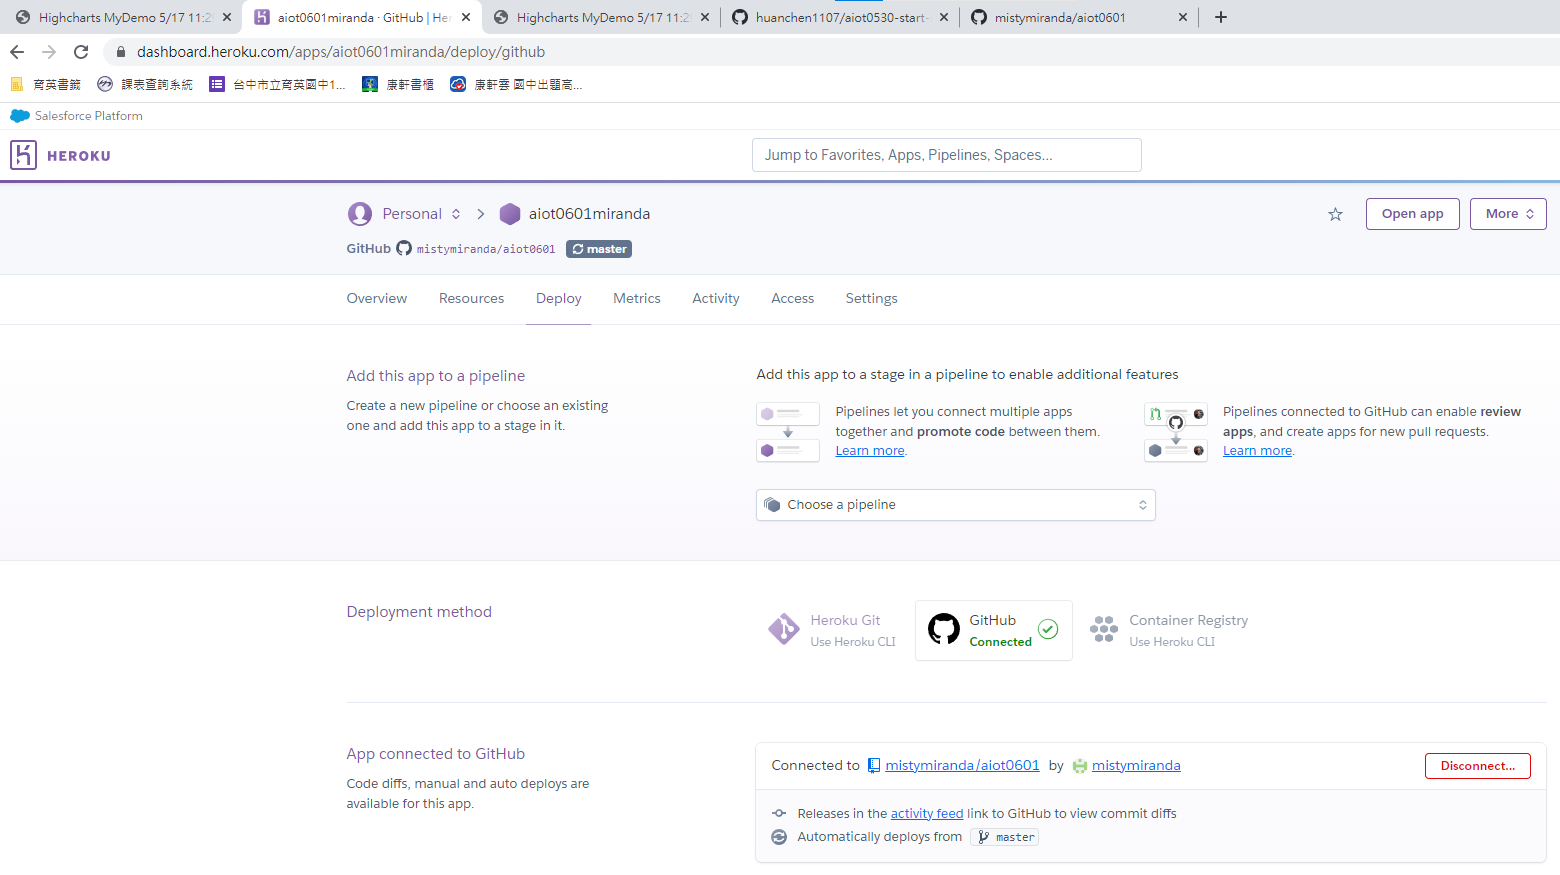 Highcharts MyDemo 5/17 11:2
aiot0601miranda · GitHub | Her
Highcharts MyDemo 5/17 11:2
huanchen1107/aiot0530-start-
mistymiranda/aiot0601
dashboard.heroku.com/apps/aiot0601miranda/deploy/github
育英書籤
課表查詢系統
台中市立育英國中1...
康軒書櫃
康軒雲 國中出題高...
Salesforce Platform
HEROKU
Jump to Favorites, Apps, Pipelines, Spaces...
Personal
aiot0601miranda
Open app
More
GitHub mistymiranda/aiot0601 master
Overview Resources Deploy Metrics Activity Access Settings
Add this app to a pipeline
Create a new pipeline or choose an existing
one and add this app to a stage in it.
Add this app to a stage in a pipeline to enable additional features
Pipelines let you connect multiple apps
together and promote code between them.
Learn more.
Pipelines connected to GitHub can enable review
apps, and create apps for new pull requests.
Learn more.
Choose a pipeline
Deployment method
Heroku Git
Use Heroku CLI
GitHub
Connected
Container Registry
Use Heroku CLI
App connected to GitHub
Code diffs, manual and auto deploys are
available for this app.
Connected to mistymiranda/aiot0601 by mistymiranda
Disconnect...
Releases in the activity feed link to GitHub to view commit diffs
Automatically deploys from master